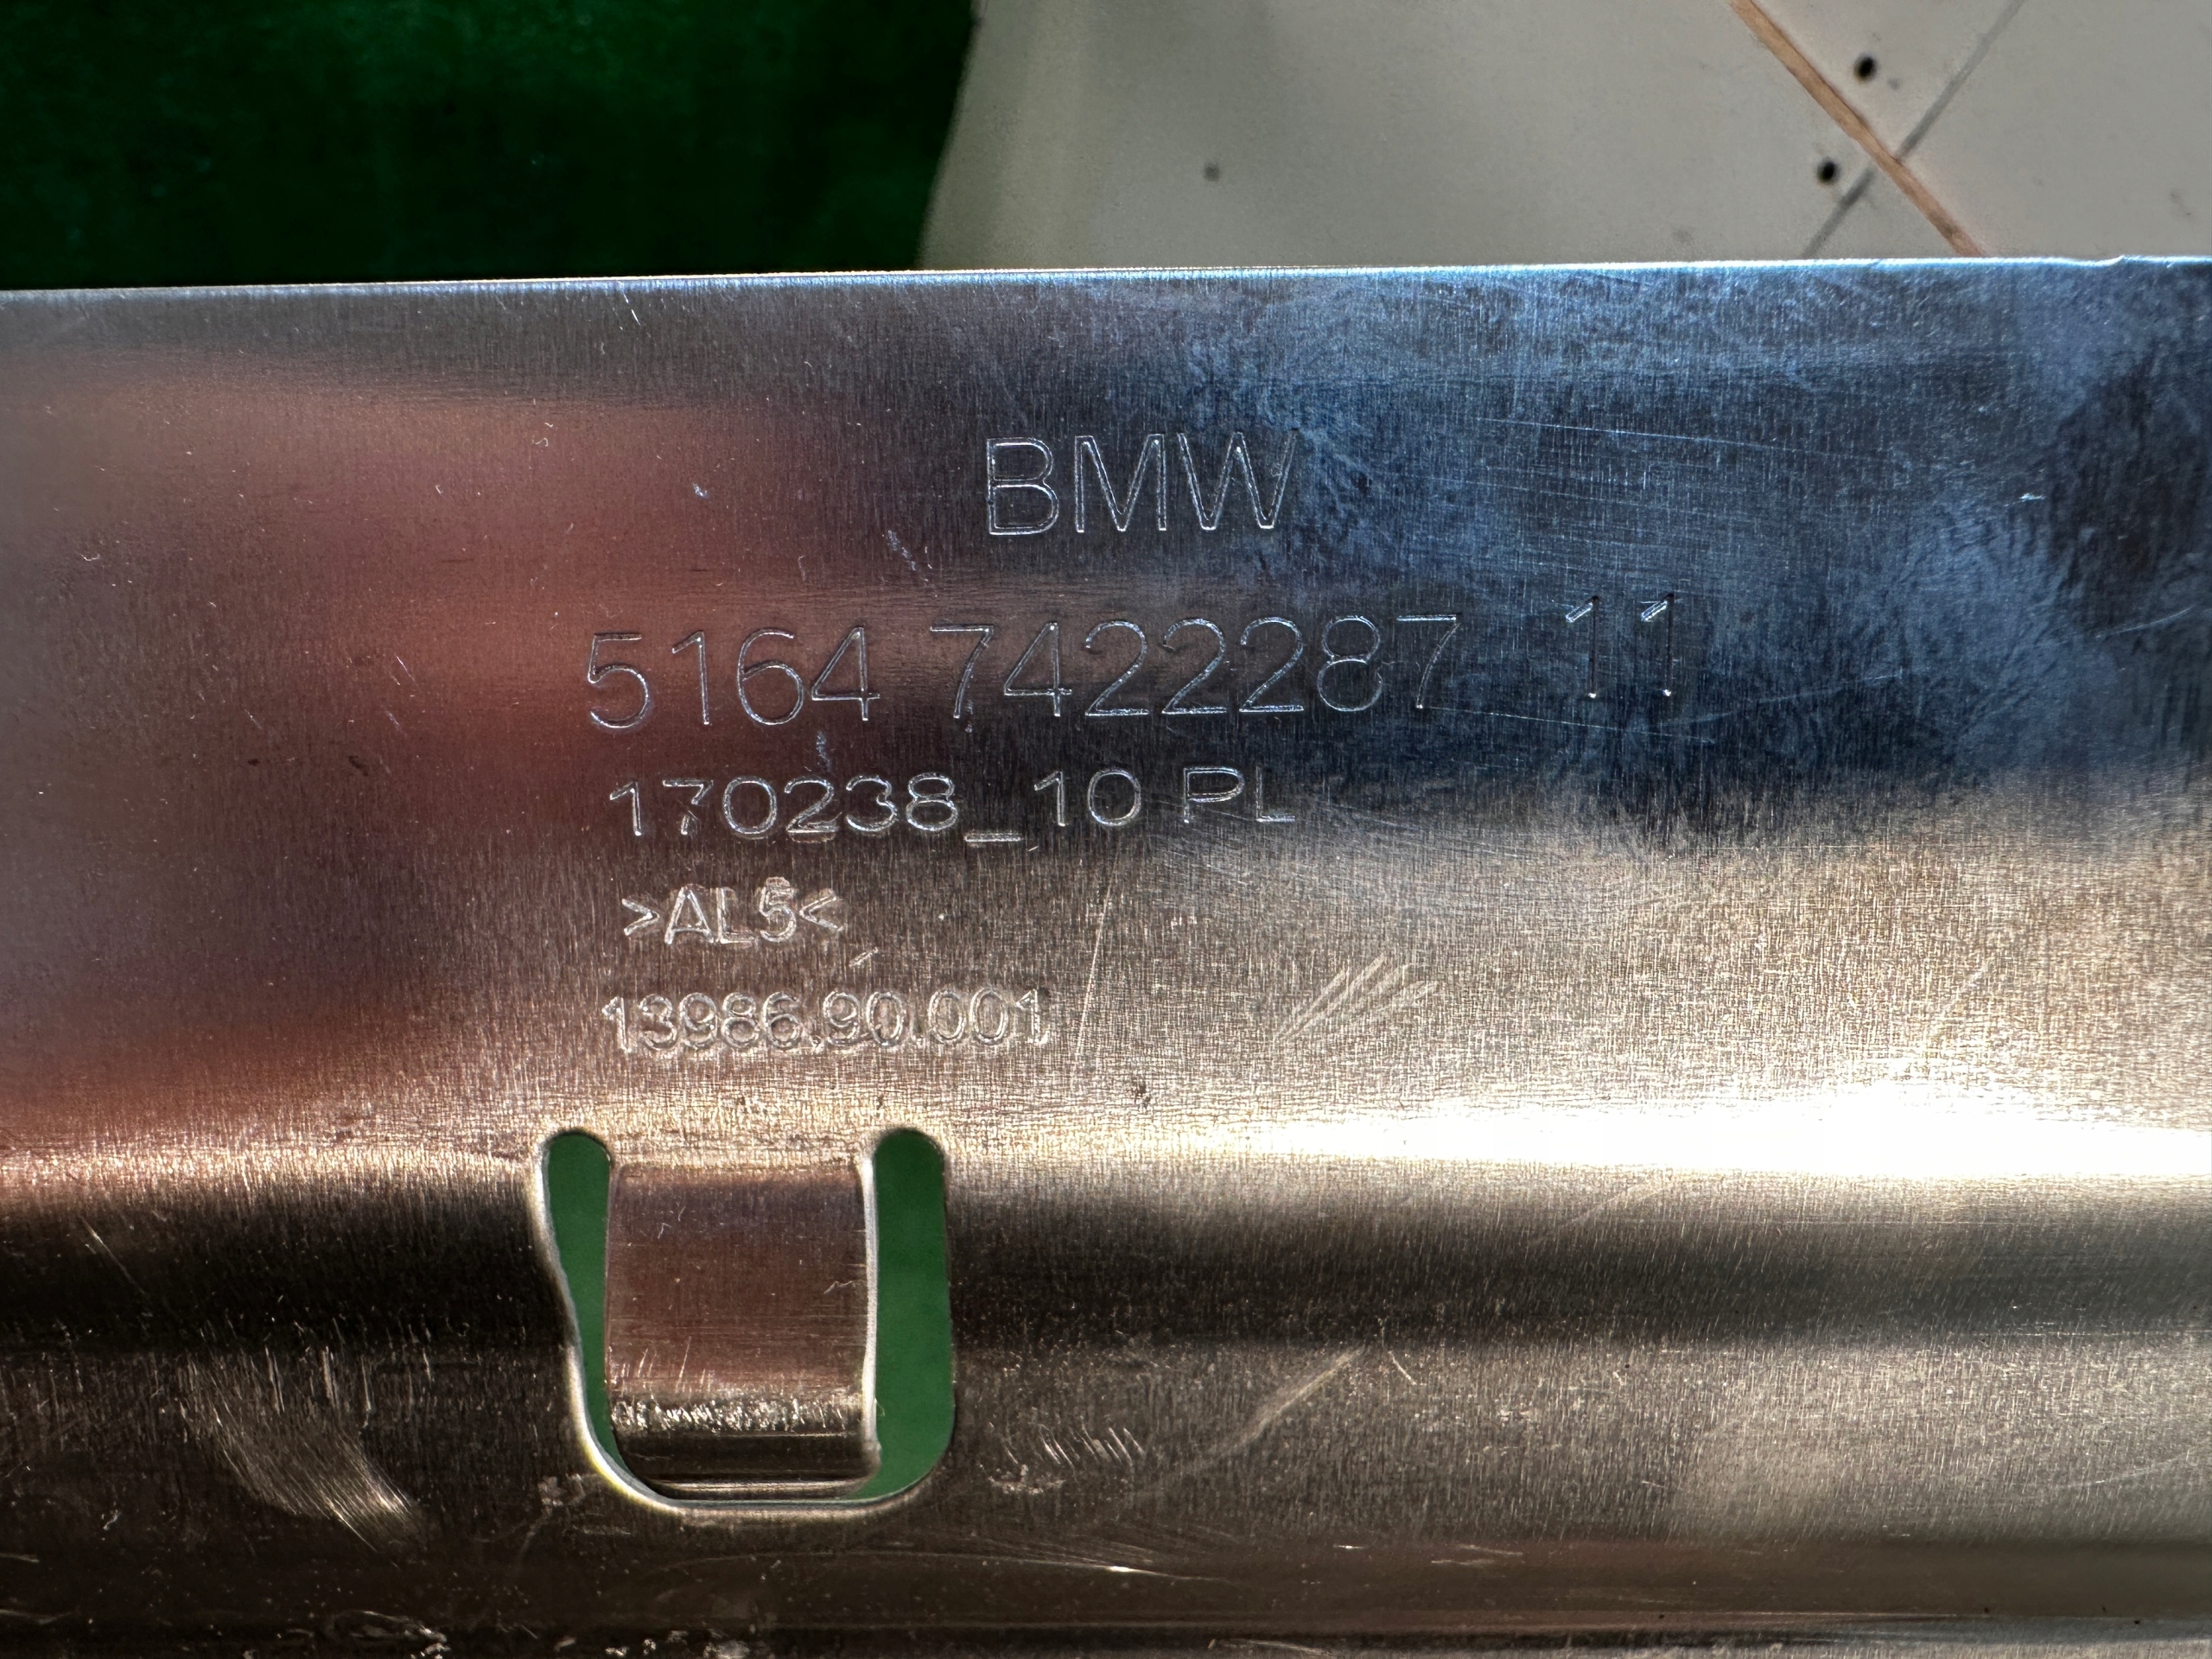 BMW
5164 7422287 11
170238_10 PL
>AL5<
13986.90.001